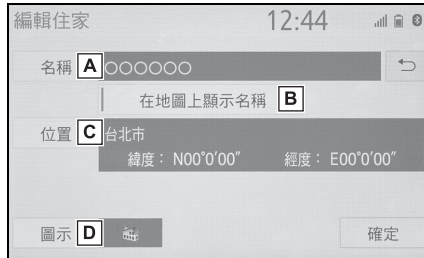 編輯住家 12:44
名稱 A ○○○○○○
在地圖上顯示名稱 B
位置 C 台北市
緯度： N00°0'00" 經度： E00°0'00"
圖示 D 確定